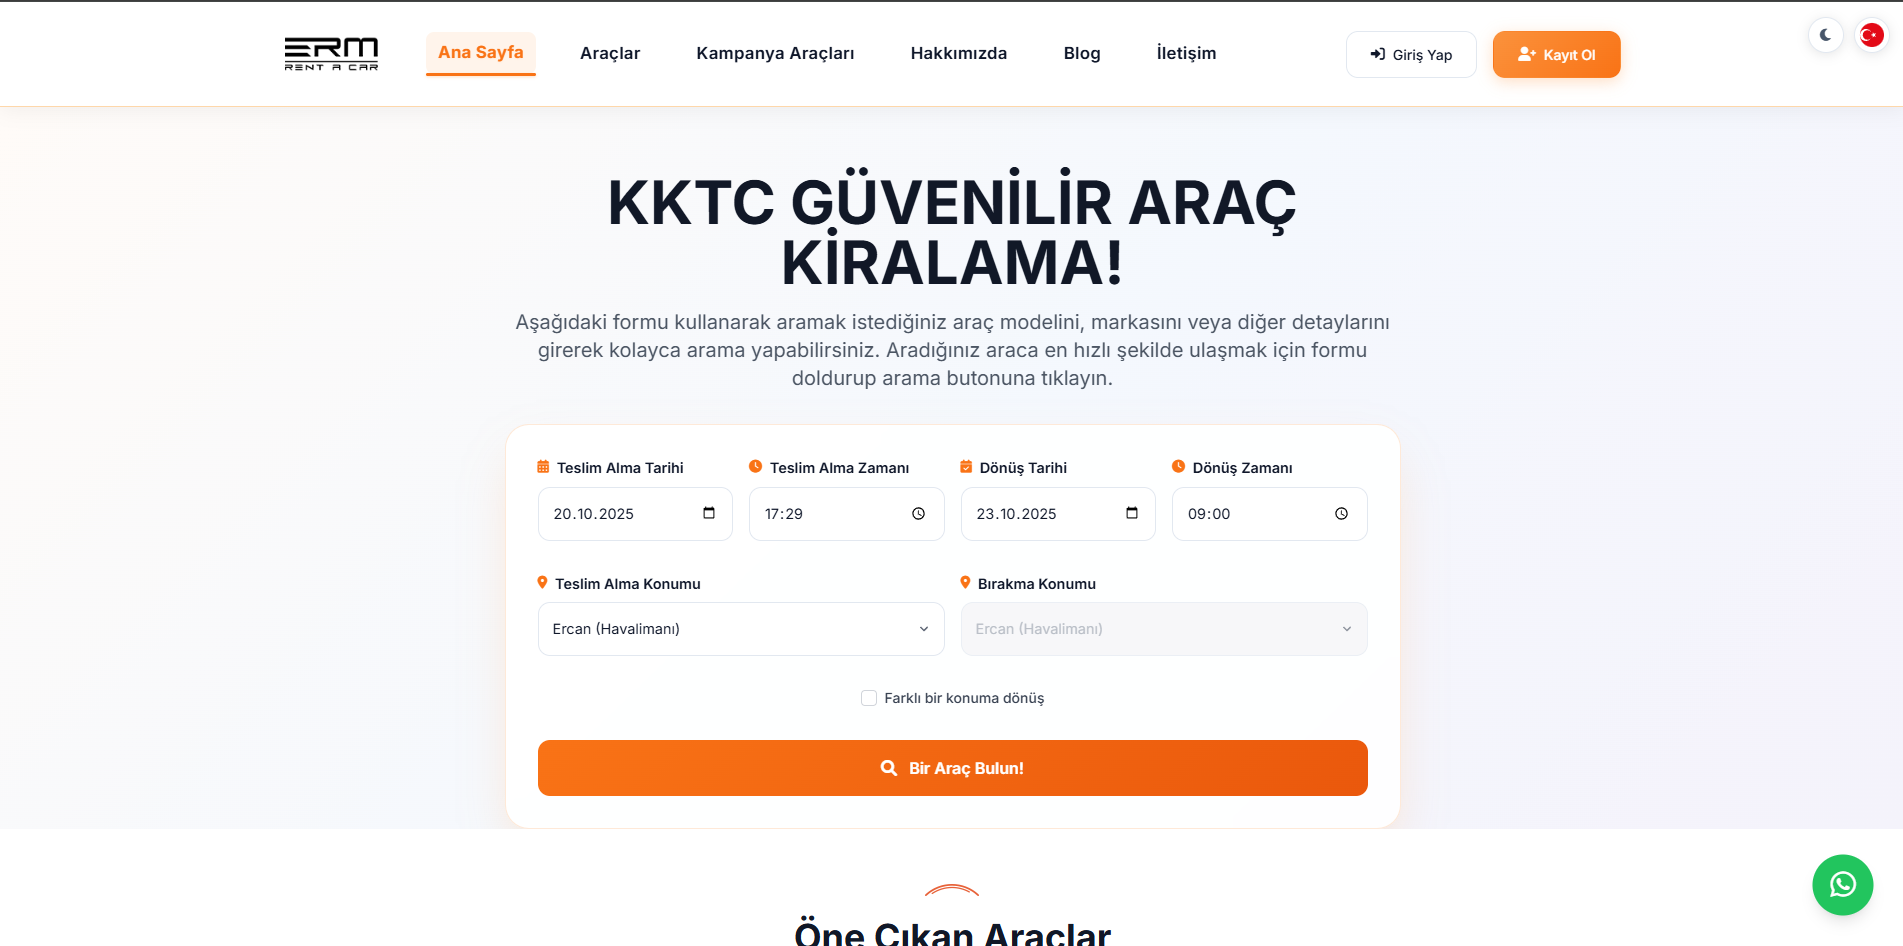 ERM
RENT A CAR
Ana Sayfa
Araçlar
Kampanya Araçları
Hakkımızda
Blog
İletişim
Giriş Yap
Kayıt Ol
KKTC GÜVENİLİR ARAÇ
KİRALAMA!
Aşağıdaki formu kullanarak aramak istediğiniz araç modelini, markasını veya diğer detaylarını
girerek kolayca arama yapabilirsiniz. Aradığınız araca en hızlı şekilde ulaşmak için formu
doldurup arama butonuna tıklayın.
Teslim Alma Tarihi
20.10.2025
Teslim Alma Zamanı
17:29
Dönüş Tarihi
23.10.2025
Dönüş Zamanı
09:00
Teslim Alma Konumu
Ercan (Havalimanı)
Bırakma Konumu
Ercan (Havalimanı)
Farklı bir konuma dönüş
Bir Araç Bulun!
Öne Çıkan Araçlar